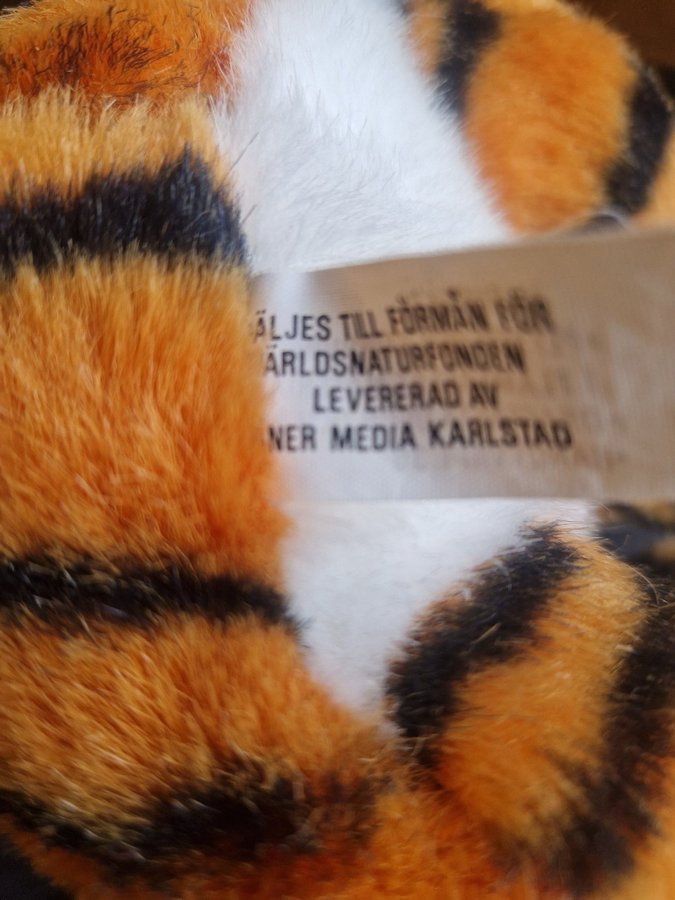 ÄLJES TILL FÖRMÅN FÖR
ÄRLDSNATURFONDEN
LEVERERAD AV
NER MEDIA KARLSTAD